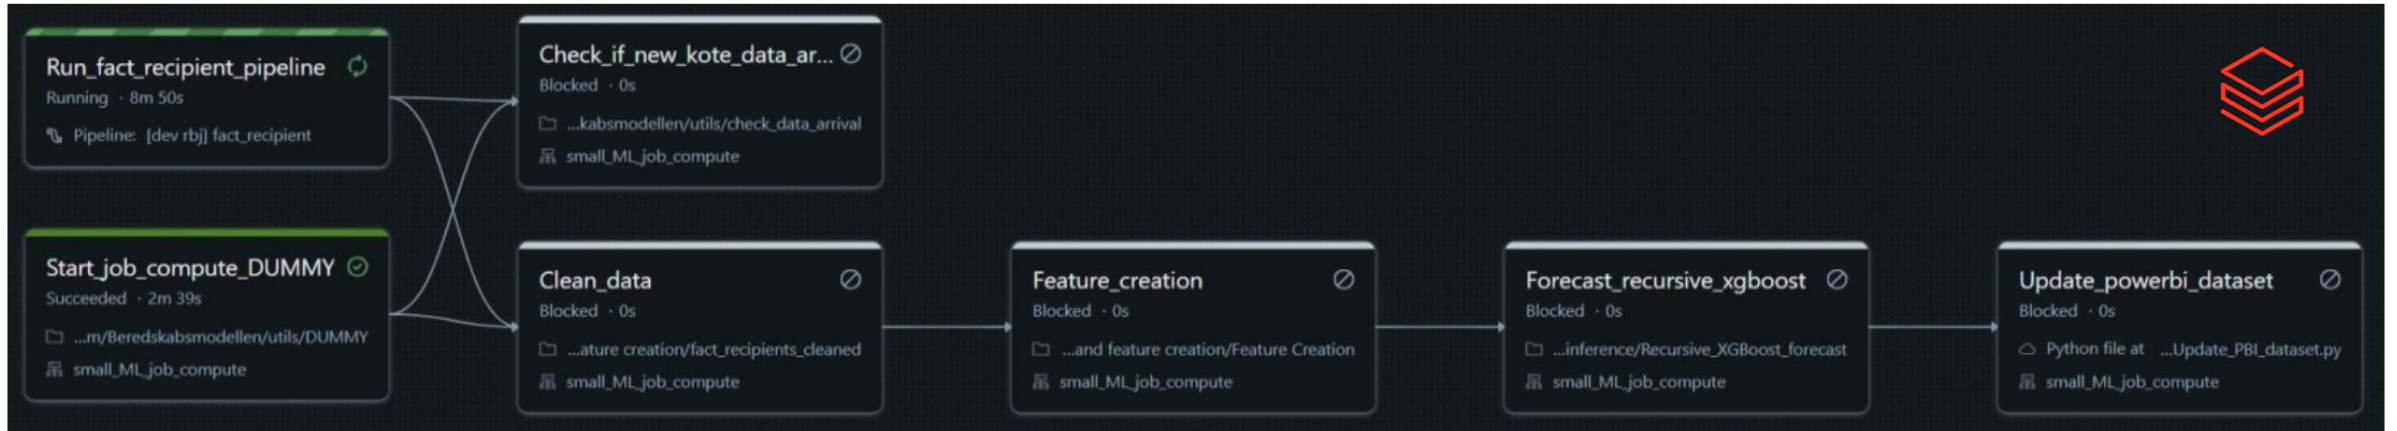 Run_fact_recipient_pipeline
Running · 8m 50s
Pipeline: [dev rbj] fact_recipient
Start_job_compute_DUMMY
Succeeded · 2m 39s
...m/Beredskabsmodellen/utils/DUMMY
small_ML_job_compute
Check_if_new_kote_data_ar...
Blocked · 0s
...kabsmodellen/utils/check_data_arrival
small_ML_job_compute
Clean_data
Blocked · 0s
...ature creation/fact_recipients_cleaned
small_ML_job_compute
Feature_creation
Blocked · 0s
...and feature creation/Feature Creation
small_ML_job_compute
Forecast_recursive_xgboost
Blocked · 0s
...inference/Recursive_XGBoost_forecast
small_ML_job_compute
Update_powerbi_dataset
Blocked · 0s
Python file at ...Update_PBI_dataset.py
small_ML_job_compute